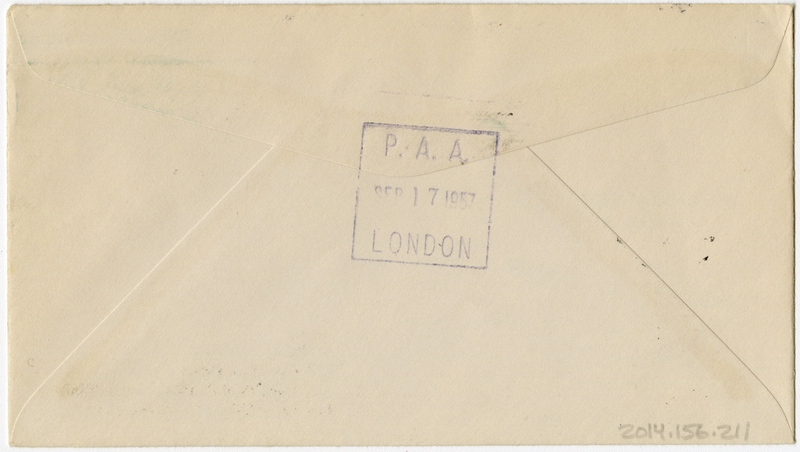 P. A. A.
SEP 17 1957
LONDON
2014.156.211